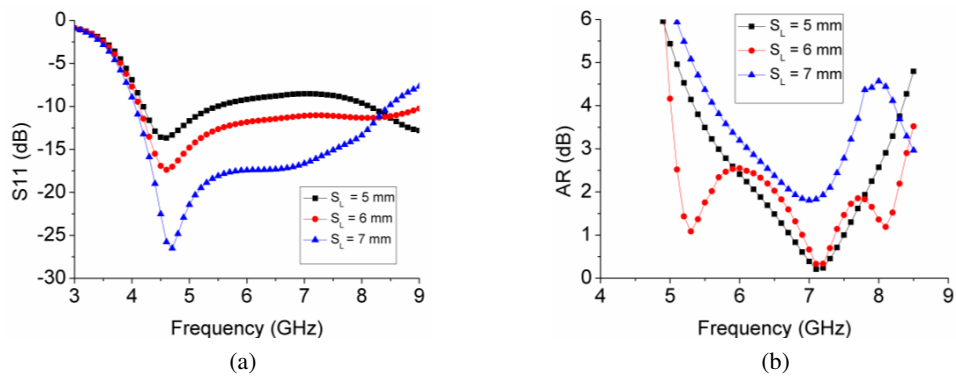 0
-5
-10
-15
-20
-25
-30
S11 (dB)
3 4 5 6 7 8 9
Frequency (GHz)
S_L = 5 mm
S_L = 6 mm
S_L = 7 mm
(a)
6
5
4
3
2
1
0
AR (dB)
4 5 6 7 8 9
Frequency (GHz)
S_L = 5 mm
S_L = 6 mm
S_L = 7 mm
(b)